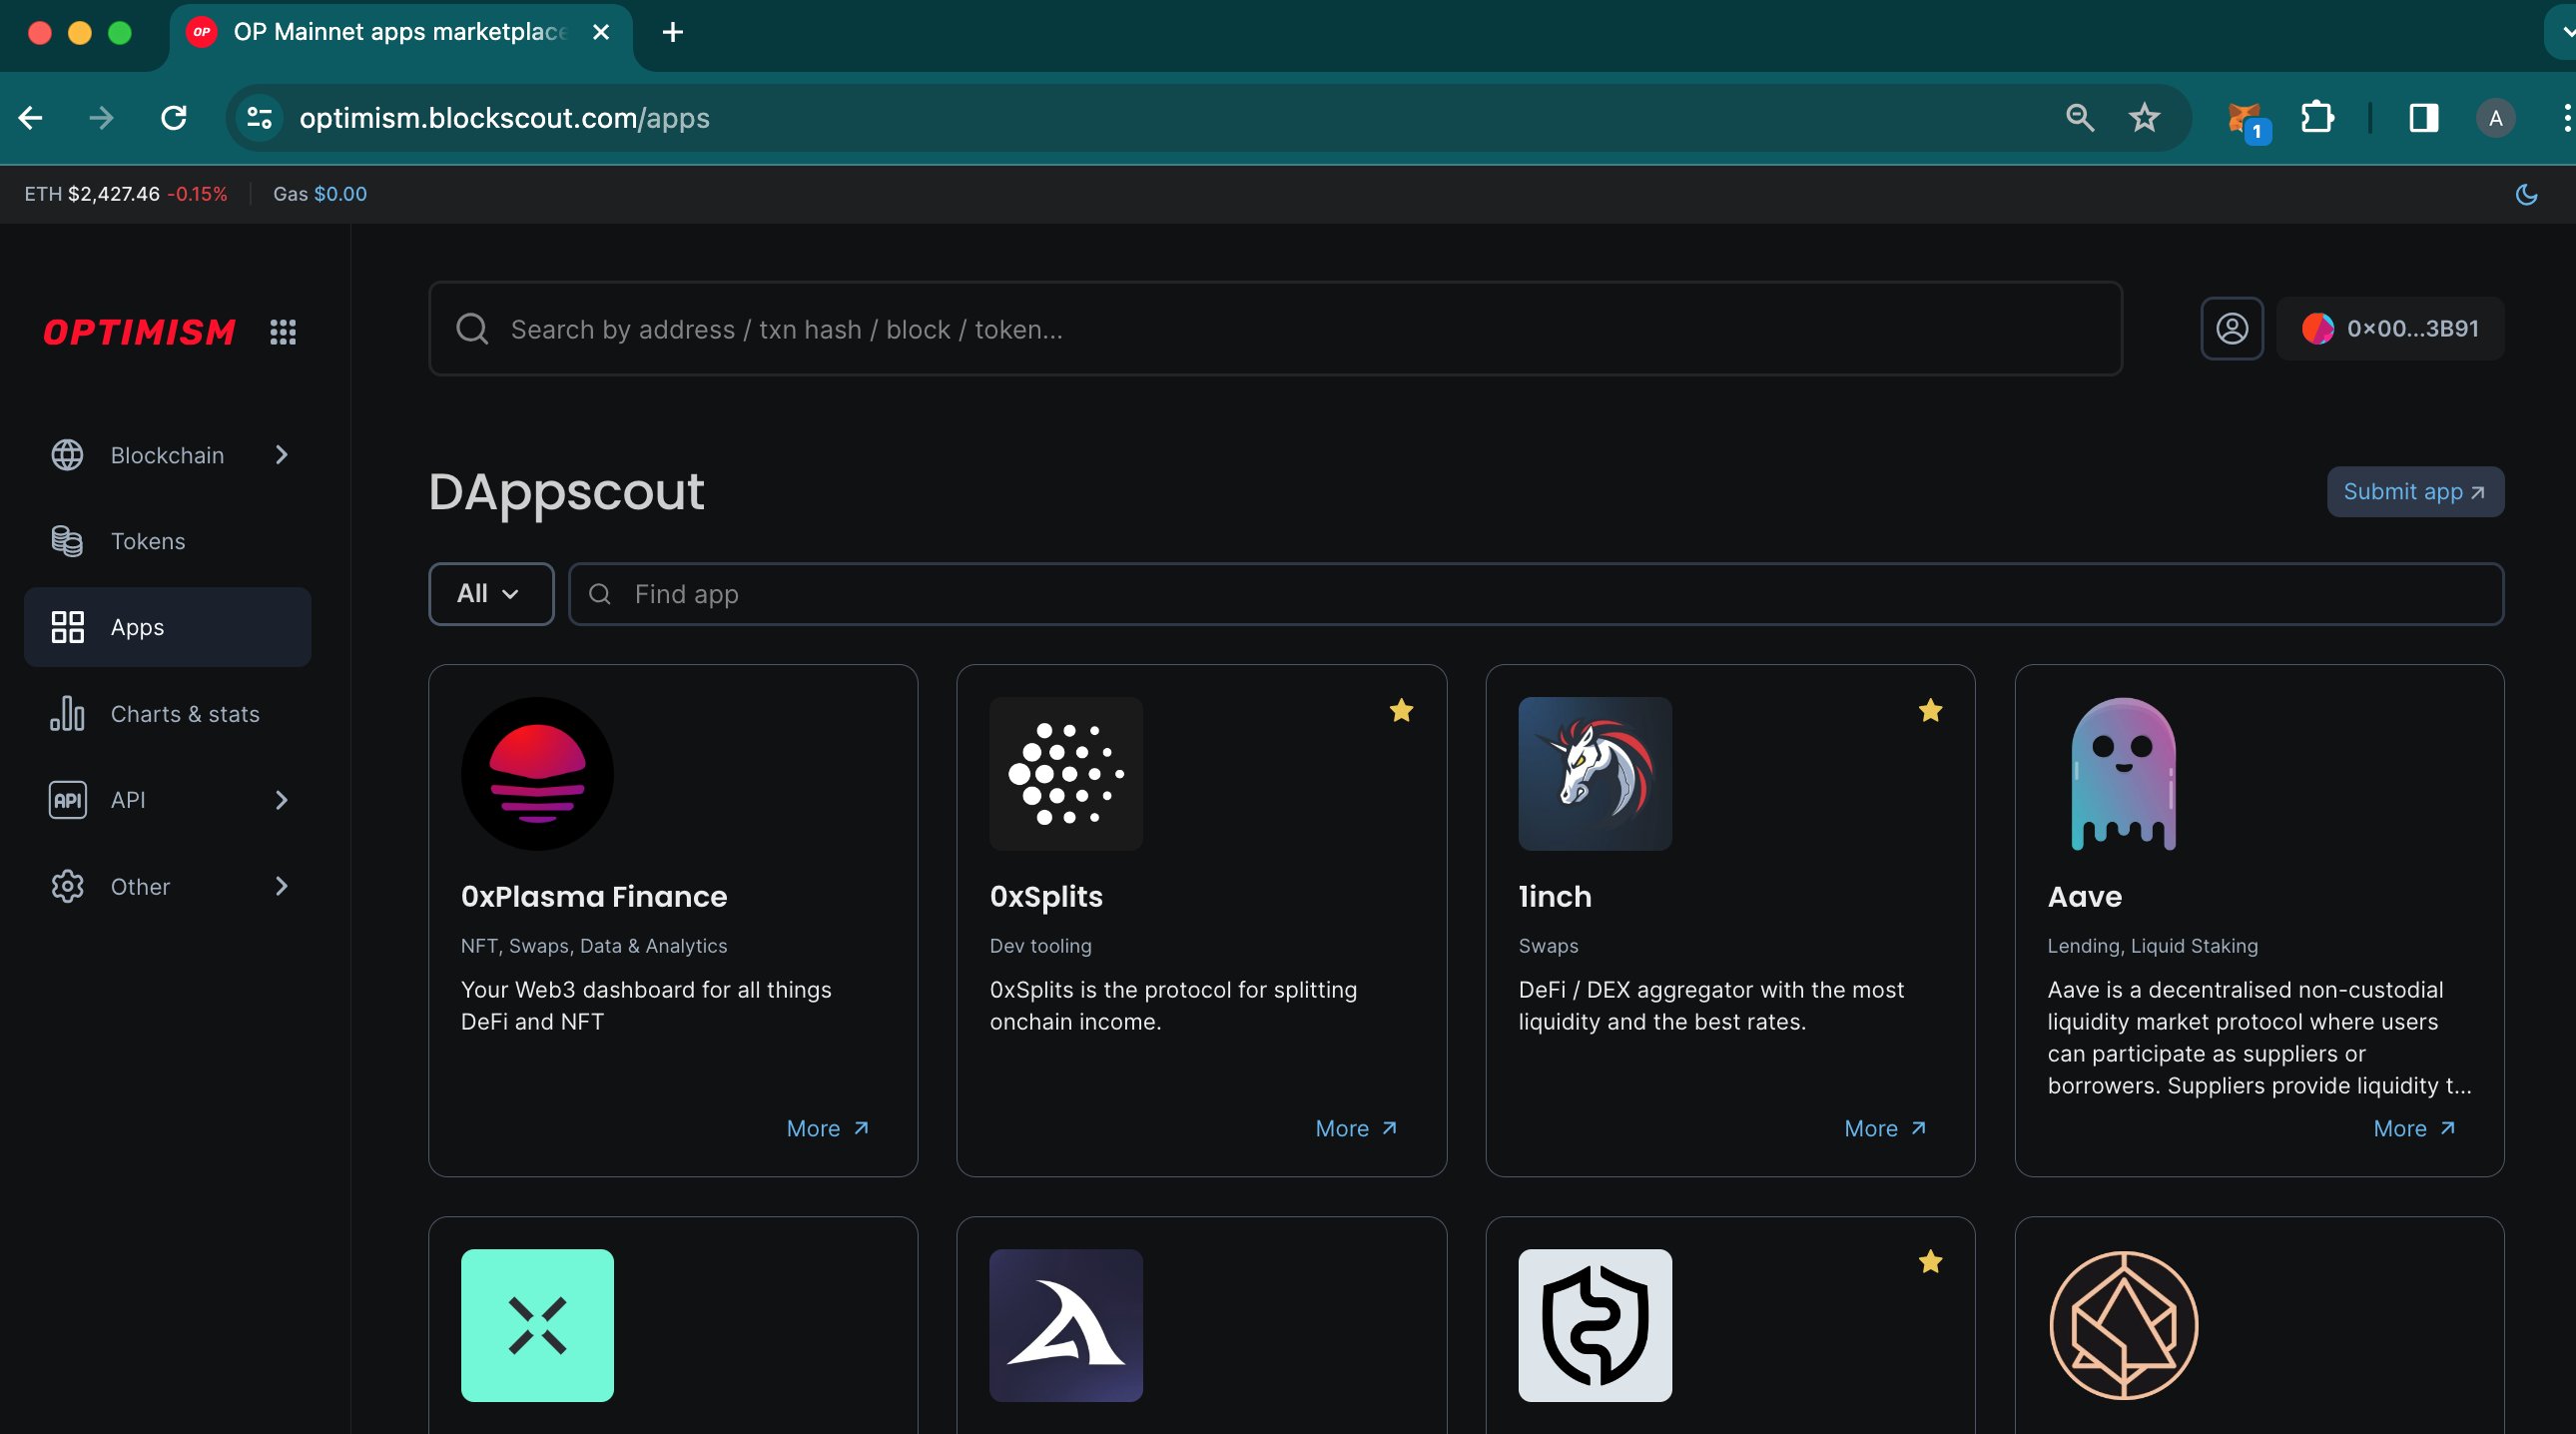 OP Mainnet apps marketplace
optimism.blockscout.com/apps
1
A
ETH $2,427.46 -0.15%
Gas $0.00
OPTIMISM
Search by address / txn hash / block / token...
0x00...3B91
Blockchain
Tokens
Apps
Charts & stats
API
API
Other
DAppscout
Submit app
All
Find app
0xPlasma Finance
NFT, Swaps, Data & Analytics
Your Web3 dashboard for all things
DeFi and NFT
More
0xSplits
Dev tooling
0xSplits is the protocol for splitting
onchain income.
More
1inch
Swaps
DeFi / DEX aggregator with the most
liquidity and the best rates.
More
Aave
Lending, Liquid Staking
Aave is a decentralised non-custodial
liquidity market protocol where users
can participate as suppliers or
borrowers. Suppliers provide liquidity t...
More